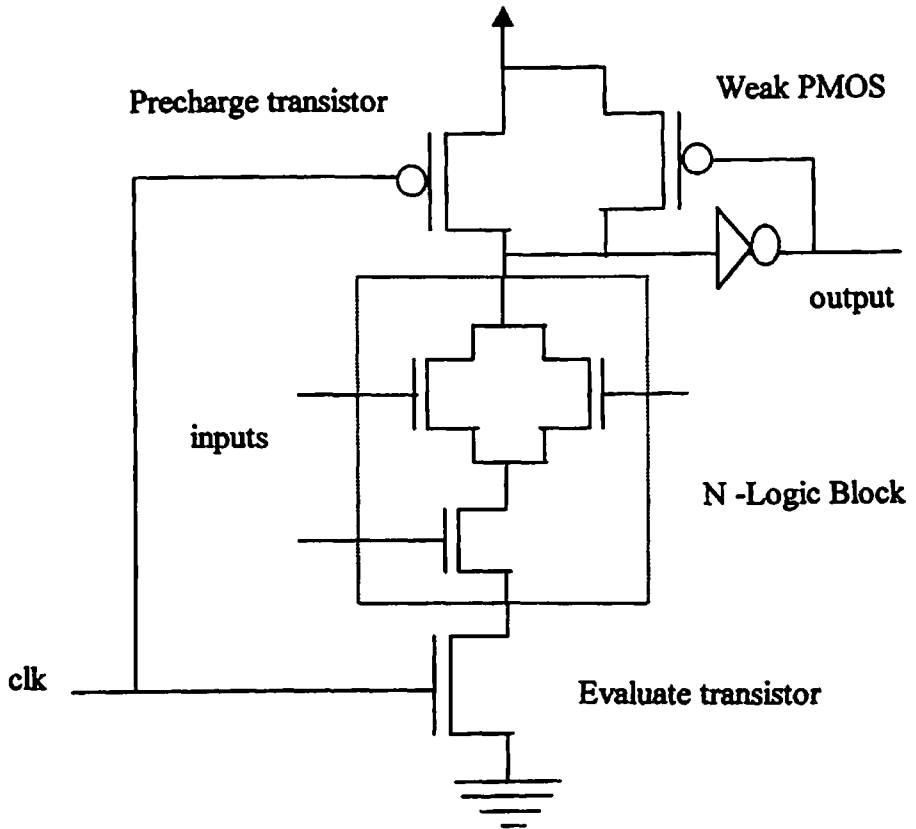 Precharge transistor
Weak PMOS
output
inputs
N -Logic Block
clk
Evaluate transistor